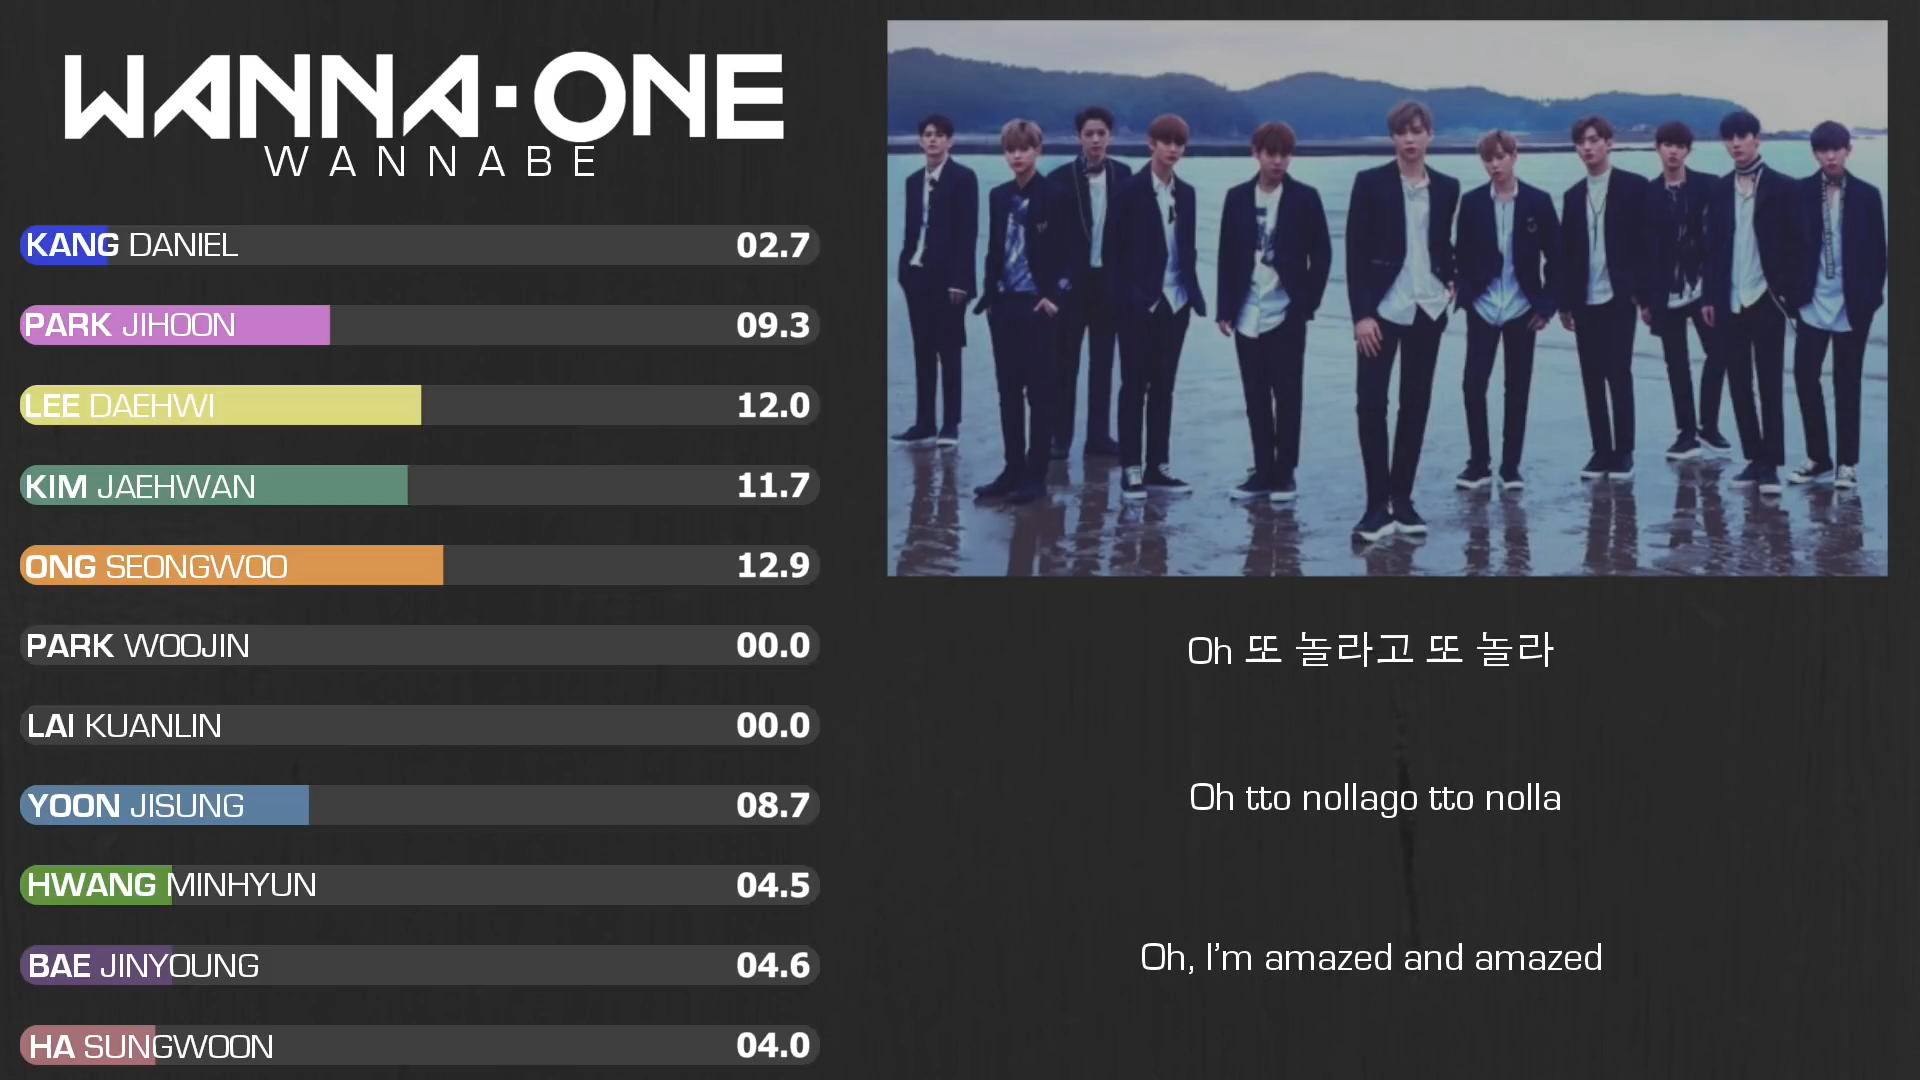 WANNA·ONE
WANNABE
KANG DANIEL 02.7
PARK JIHOON 09.3
LEE DAEHWI 12.0
KIM JAEHWAN 11.7
ONG SEONGWOO 12.9
PARK WOOJIN 00.0
LAI KUANLIN 00.0
YOON JISUNG 08.7
HWANG MINHYUN 04.5
BAE JINYOUNG 04.6
HA SUNGWOON 04.0
Oh 또 놀라고 또 놀라
Oh tto nollago tto nolla
Oh, I'm amazed and amazed